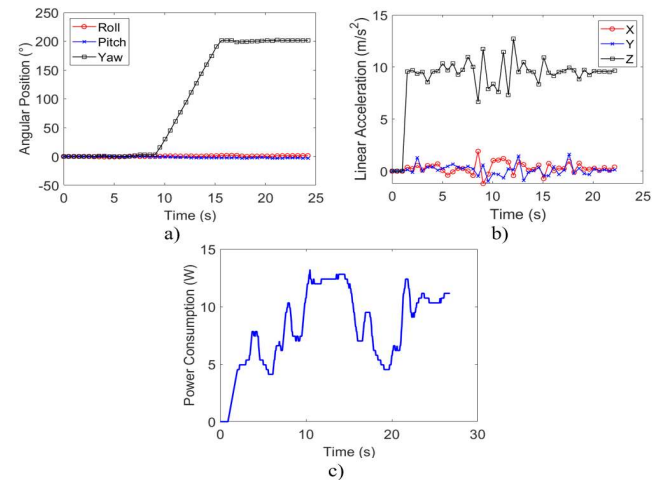 Angular Position (°)
200
150
100
50
0
-50
Roll
Pitch
Yaw
0 5 10 15 20 25
Time (s)
a)
Linear Acceleration (m/s²)
15
10
5
0
X
Y
Z
0 5 10 15 20 25
Time (s)
b)
Power Consumption (W)
15
10
5
0
0 10 20 30
Time (s)
c)